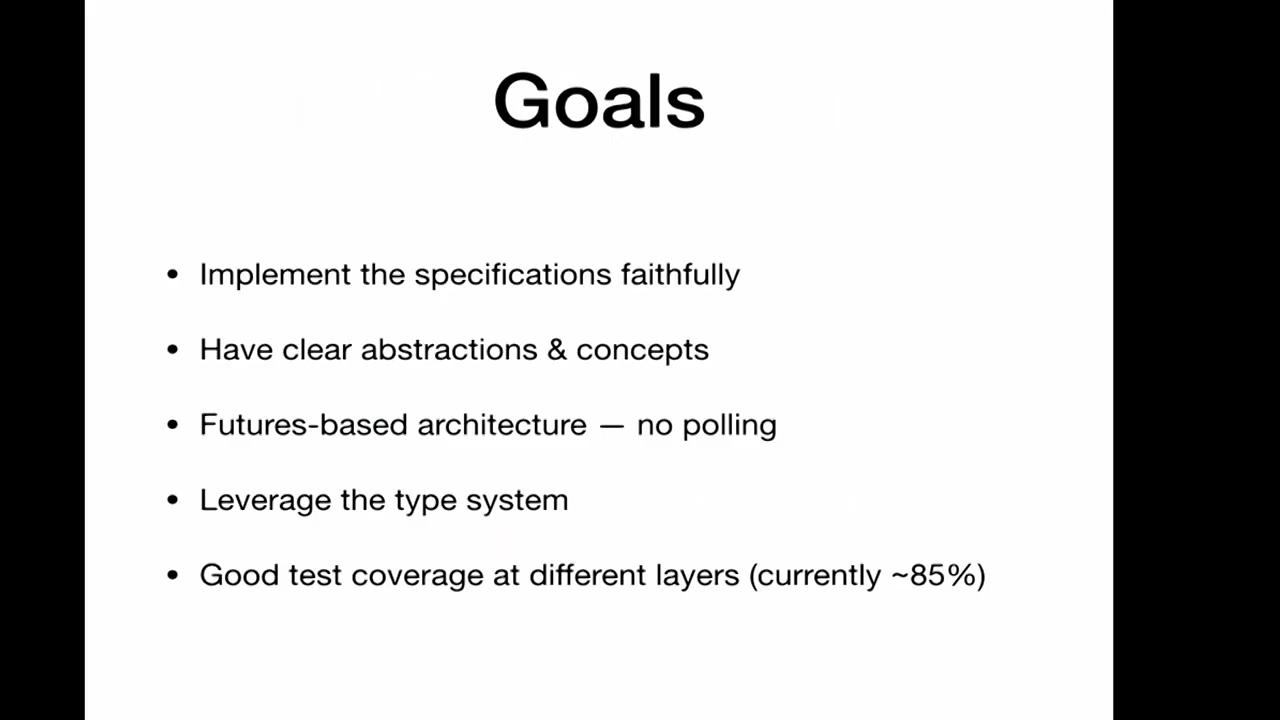 Goals
• Implement the specifications faithfully
• Have clear abstractions & concepts
• Futures-based architecture — no polling
• Leverage the type system
• Good test coverage at different layers (currently ~85%)